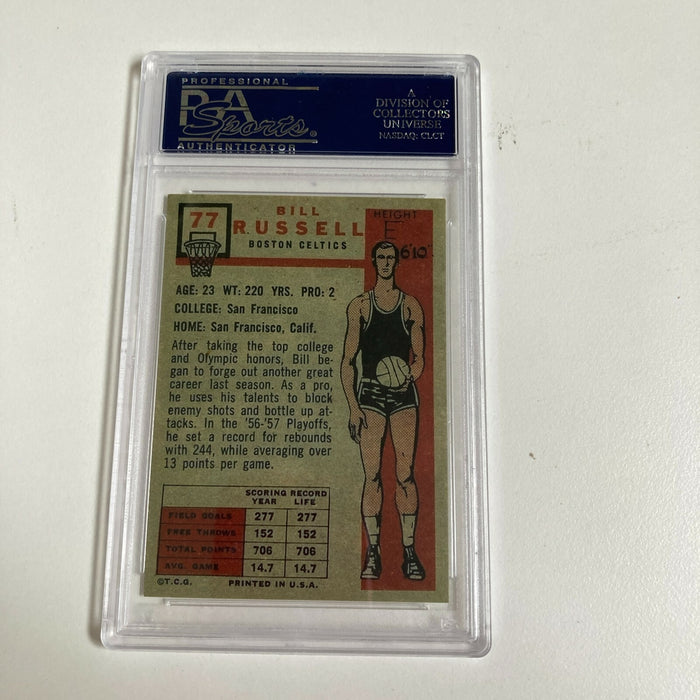 PROFESSIONAL
PSA
Sports®
AUTHENTICATOR
A
DIVISION OF
COLLECTORS
UNIVERSE
NASDAQ: CLCT
77
BILL
RUSSELL
BOSTON CELTICS
HEIGHT
E
6'10"
AGE: 23 WT: 220 YRS. PRO: 2
COLLEGE: San Francisco
HOME: San Francisco, Calif.
After taking the top college
and Olympic honors, Bill be-
gan to forge out another great
career last season. As a pro,
he uses his talents to block
enemy shots and bottle up at-
tacks. In the '56-'57 Playoffs,
he set a record for rebounds
with 244, while averaging over
13 points per game.
SCORING RECORD
YEAR LIFE
FIELD GOALS 277 277
FREE THROWS 152 152
TOTAL POINTS 706 706
AVG. GAME 14.7 14.7
©T.C.G. PRINTED IN U.S.A.